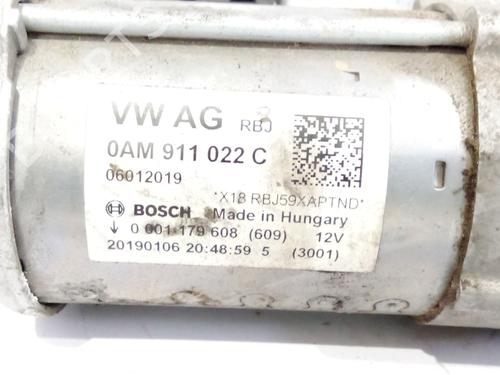 VW AG RBJ
0AM 911 022 C
06012019
*X18 RBJ59XAPTND*
BOSCH Made in Hungary
0 001 179 608 (609) 12V
20190106 20:48:59 5 (3001)